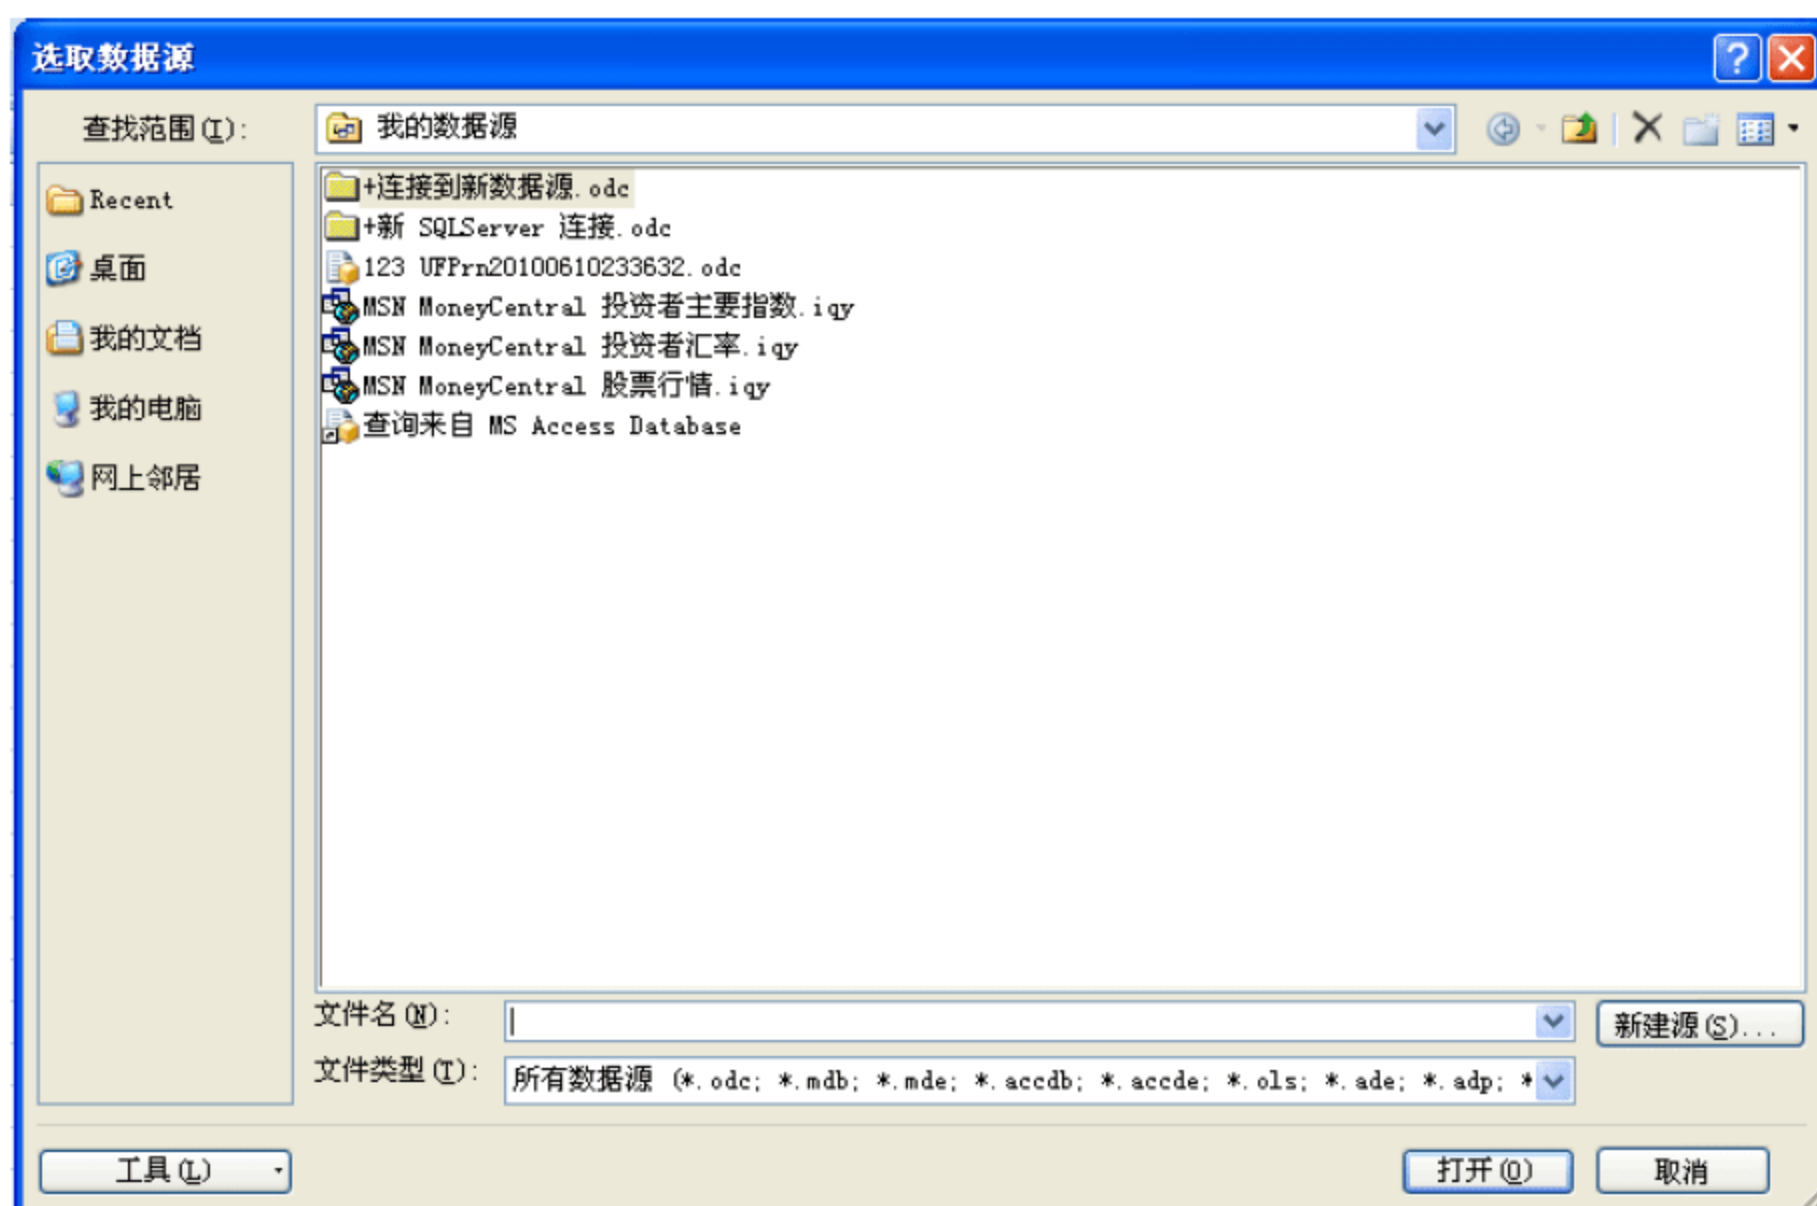 选取数据源
查找范围(I): 我的数据源
Recent
桌面
我的文档
我的电脑
网上邻居
+连接到新数据源.odc
+新 SQLServer 连接.odc
123 UFPrn20100610233632.odc
MSN MoneyCentral 投资者主要指数.iqy
MSN MoneyCentral 投资者汇率.iqy
MSN MoneyCentral 股票行情.iqy
查询来自 MS Access Database
文件名(N): 新建源(S)...
文件类型(T): 所有数据源 (*.odc; *.mdb; *.mde; *.accdb; *.accde; *.ols; *.ade; *.adp; *
工具(L) 打开(O) 取消